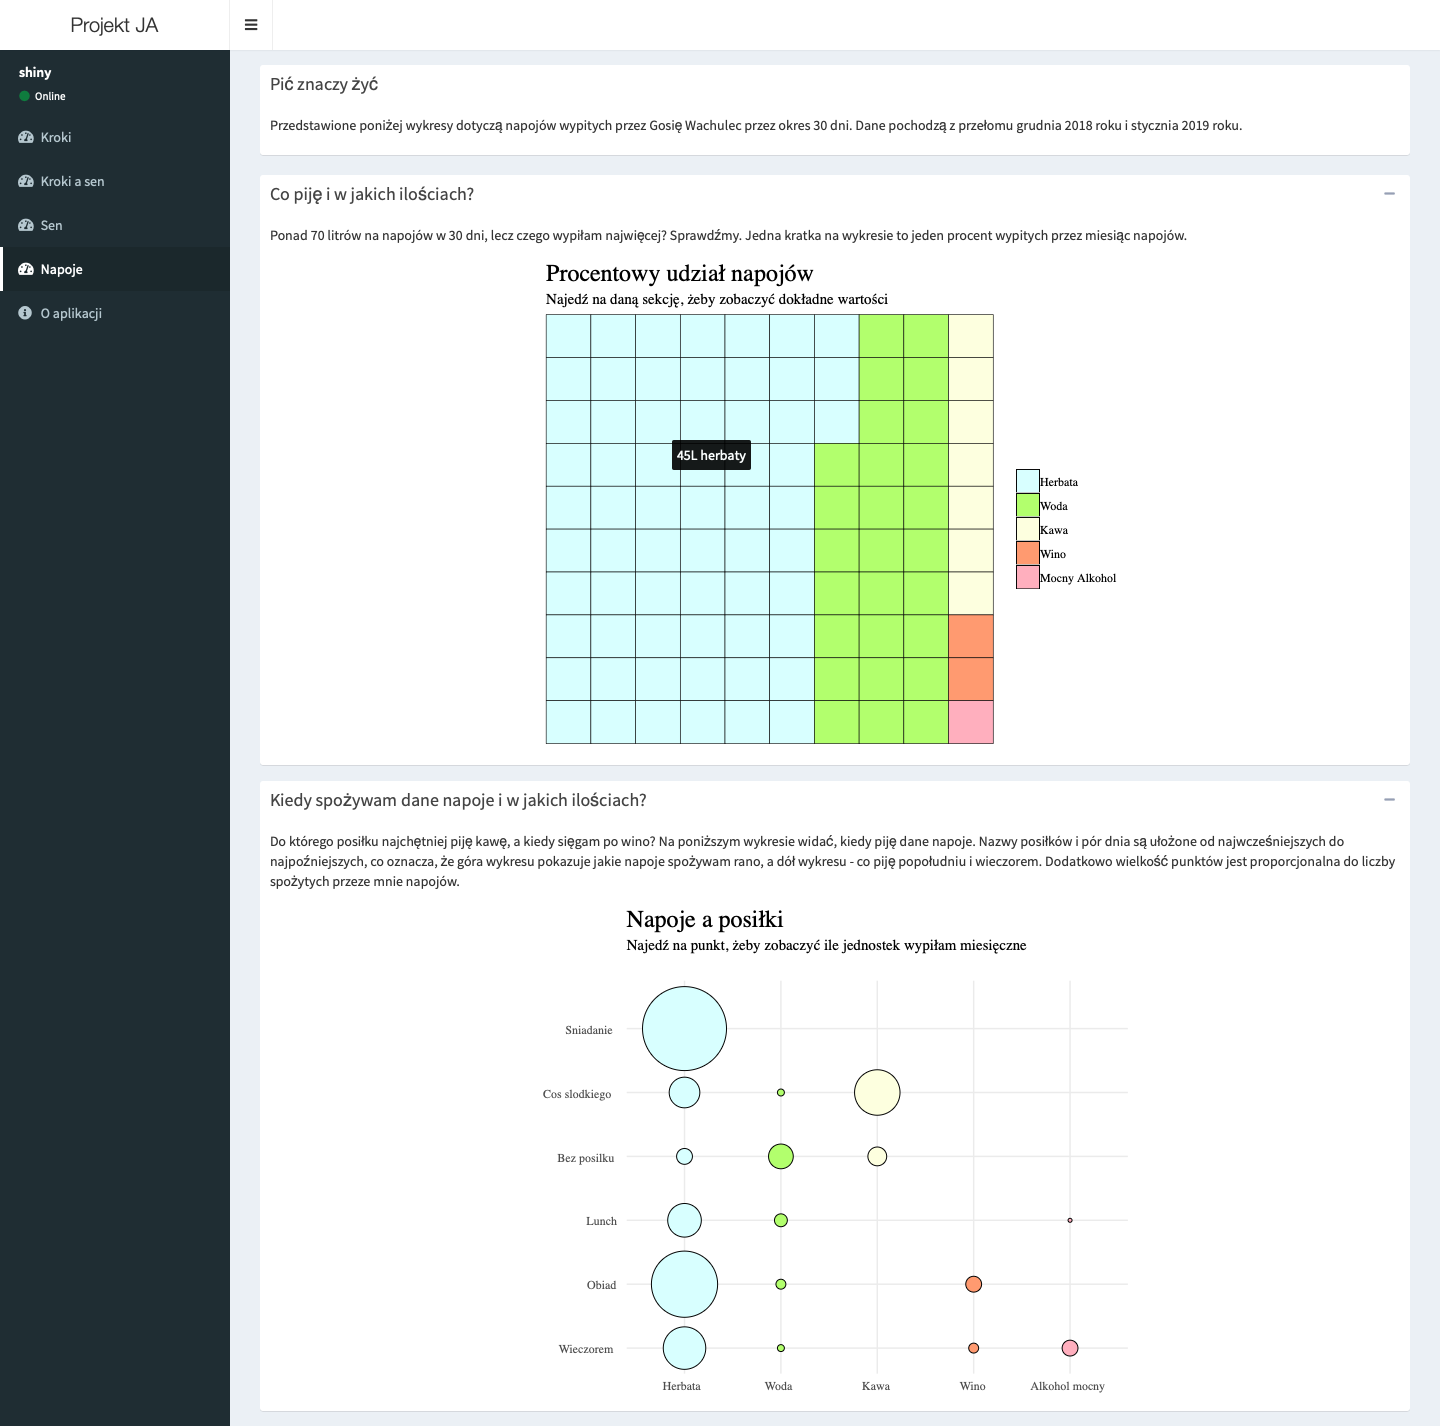 Projekt JA
shiny
Online
Kroki
Kroki a sen
Sen
Napoje
O aplikacji
Pić znaczy żyć
Przedstawione poniżej wykresy dotyczą napojów wypitych przez Gosię Wachulec przez okres 30 dni. Dane pochodzą z przełomu grudnia 2018 roku i stycznia 2019 roku.
Co piję i w jakich ilościach?
Ponad 70 litrów na napojów w 30 dni, lecz czego wypiłam najwięcej? Sprawdźmy. Jedna kratka na wykresie to jeden procent wypitych przez miesiąc napojów.
Procentowy udział napojów
Najedź na daną sekcję, żeby zobaczyć dokładne wartości
45L herbaty
Herbata
Woda
Kawa
Wino
Mocny Alkohol
Kiedy spożywam dane napoje i w jakich ilościach?
Do którego posiłku najchętniej piję kawę, a kiedy sięgam po wino? Na poniższym wykresie widać, kiedy piję dane napoje. Nazwy posiłków i pór dnia są ułożone od najwcześniejszych do
najpoźniejszych, co oznacza, że góra wykresu pokazuje jakie napoje spożywam rano, a dół wykresu - co piję popołudniu i wieczorem. Dodatkowo wielkość punktów jest proporcjonalna do liczby
spożytych przeze mnie napojów.
Napoje a posiłki
Najedź na punkt, żeby zobaczyć ile jednostek wypiłam miesięczne
Sniadanie
Cos slodkiego
Bez posilku
Lunch
Obiad
Wieczorem
Herbata
Woda
Kawa
Wino
Alkohol mocny